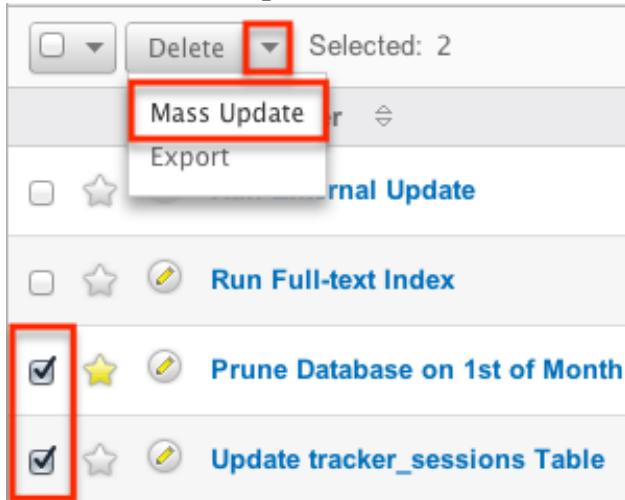 Delete Selected: 2
Mass Update
Export
Run Full-text Index
Prune Database on 1st of Month
Update tracker_sessions Table